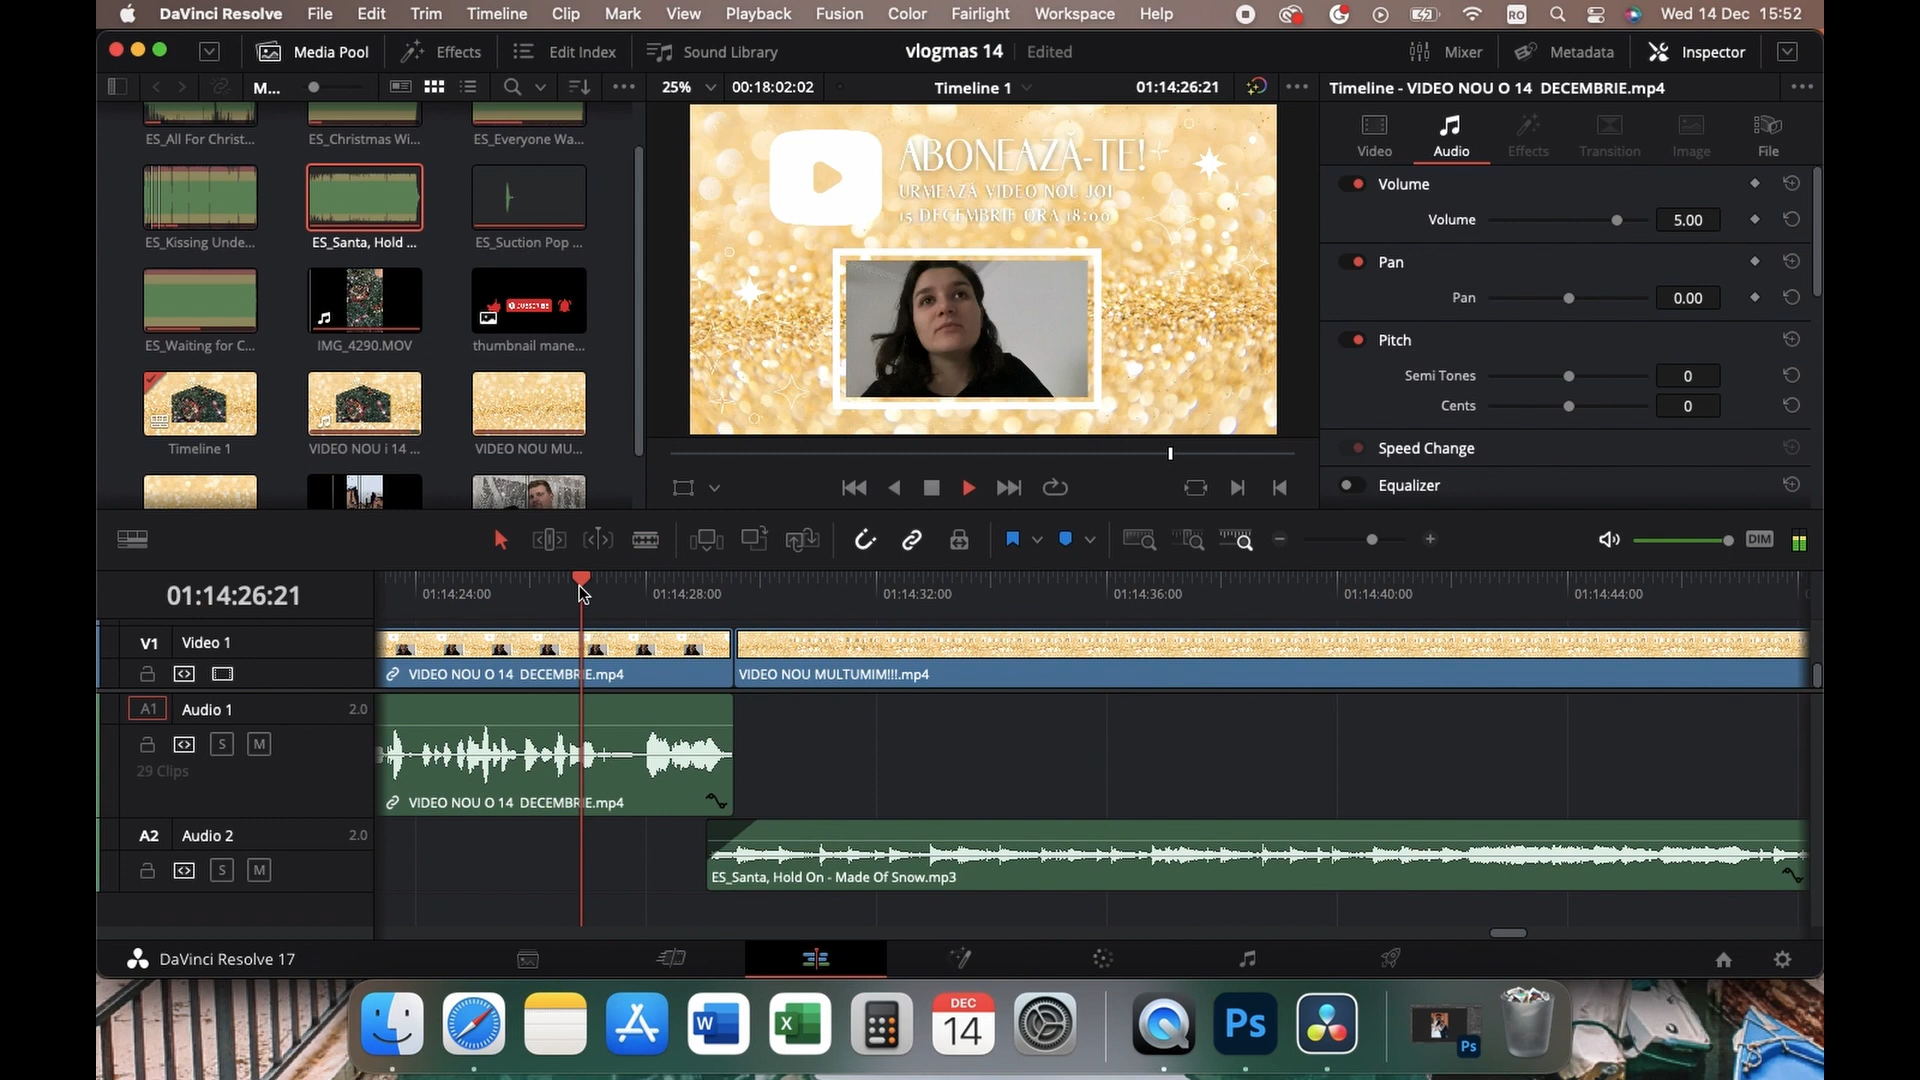 DaVinci Resolve File Edit Trim Timeline Clip Mark View Playback Fusion Color Fairlight Workspace Help RO Wed 14 Dec 15:52
Media Pool Effects Edit Index Sound Library vlogmas 14 Edited Mixer Metadata Inspector
M... 25% 00:18:02:02 Timeline 1 01:14:26:21 Timeline - VIDEO NOU O 14 DECEMBRIE.mp4
ES_All For Christ... ES_Christmas Wi... ES_Everyone Wa...
ES_Kissing Unde... ES_Santa, Hold ... ES_Suction Pop ...
SUBSCRIBE
ES_Waiting for C... IMG_4290.MOV thumbnail mane...
Timeline 1 VIDEO NOU i 14 ... VIDEO NOU MU...
ABONEAZĂ-TE!
URMEAZĂ VIDEO NOU JOI
15 DECEMBRIE ORA 18:00
Video Audio Effects Transition Image File
Volume
Volume 5.00
Pan
Pan 0.00
Pitch
Semi Tones 0
Cents 0
Speed Change
Equalizer
DIM
01:14:26:21 01:14:24:00 01:14:28:00 01:14:32:00 01:14:36:00 01:14:40:00 01:14:44:00
V1 Video 1
VIDEO NOU O 14 DECEMBRIE.mp4 VIDEO NOU MULTUMIM!!!.mp4
A1 Audio 1 2.0
S M
29 Clips
VIDEO NOU O 14 DECEMBRIE.mp4
A2 Audio 2 2.0
S M
ES_Santa, Hold On - Made Of Snow.mp3
DaVinci Resolve 17
W X DEC 14 Ps Ps